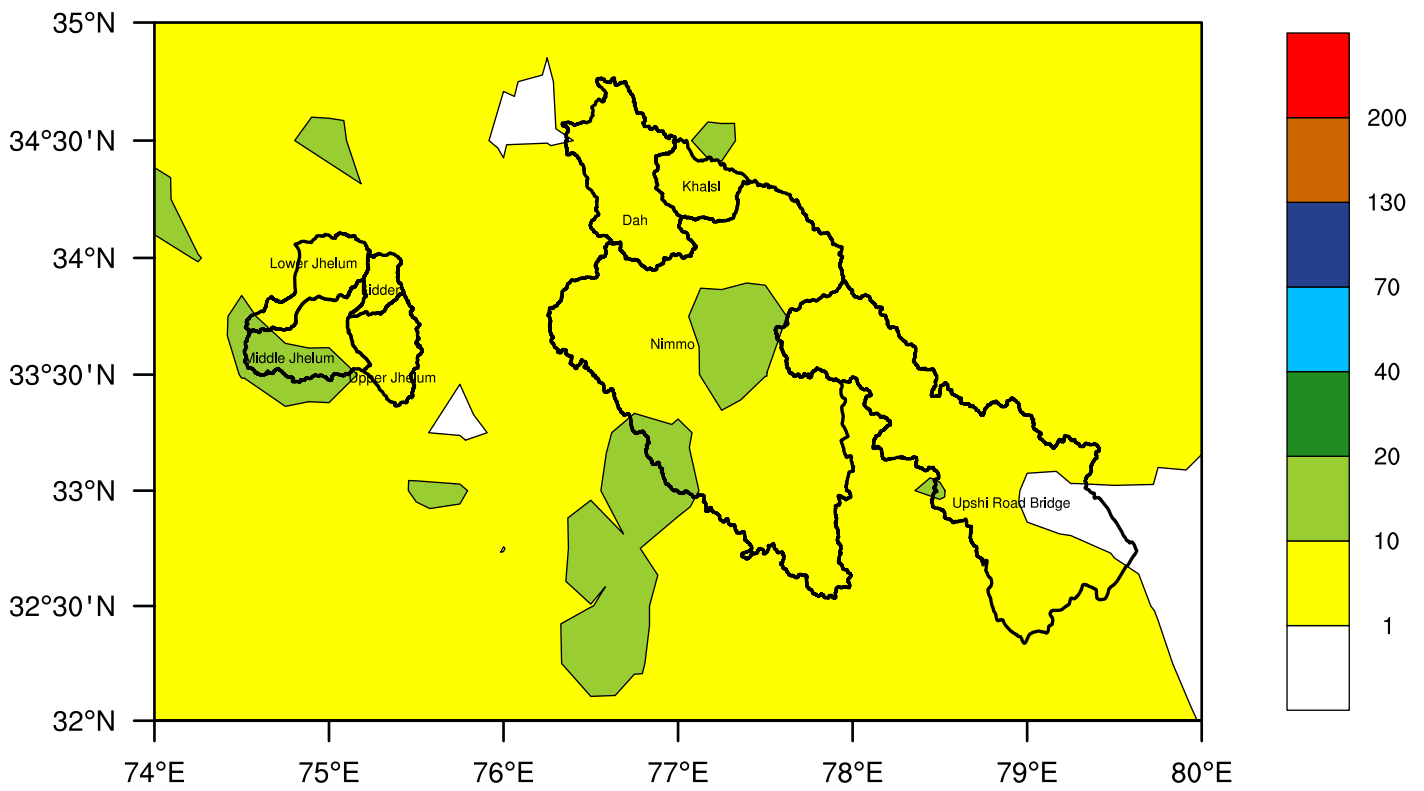 35°N
34°30'N
34°N
33°30'N
33°N
32°30'N
32°N
74°E
75°E
76°E
77°E
78°E
79°E
80°E
Khalsi
Dah
Lower Jhelum
Lidder
Nimmo
Middle Jhelum
Upper Jhelum
Upshi Road Bridge
200
130
70
40
20
10
1